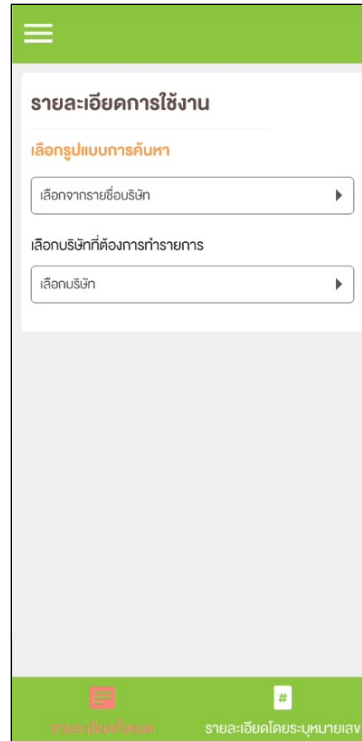 รายละเอียดการใช้งาน
เลือกรูปแบบการค้นหา
เลือกจากรายชื่อบริษัท
เลือกบริษัทที่ต้องการทำรายการ
เลือกบริษัท
#
รายละเอียดทั้งหมด
รายละเอียดโดยระบุหมายเลข